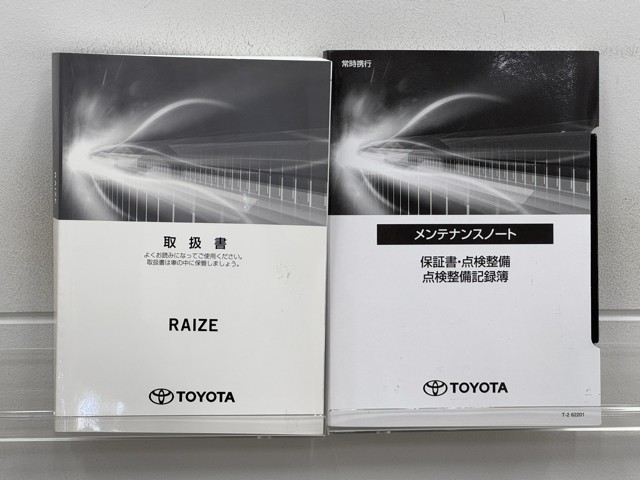 取扱書
よくお読みになってご使用ください。
取扱書は車の中に保管しましょう。
RAIZE
TOYOTA
常時携行
メンテナンスノート
保証書・点検整備
点検整備記録簿
TOYOTA
T-2 62201